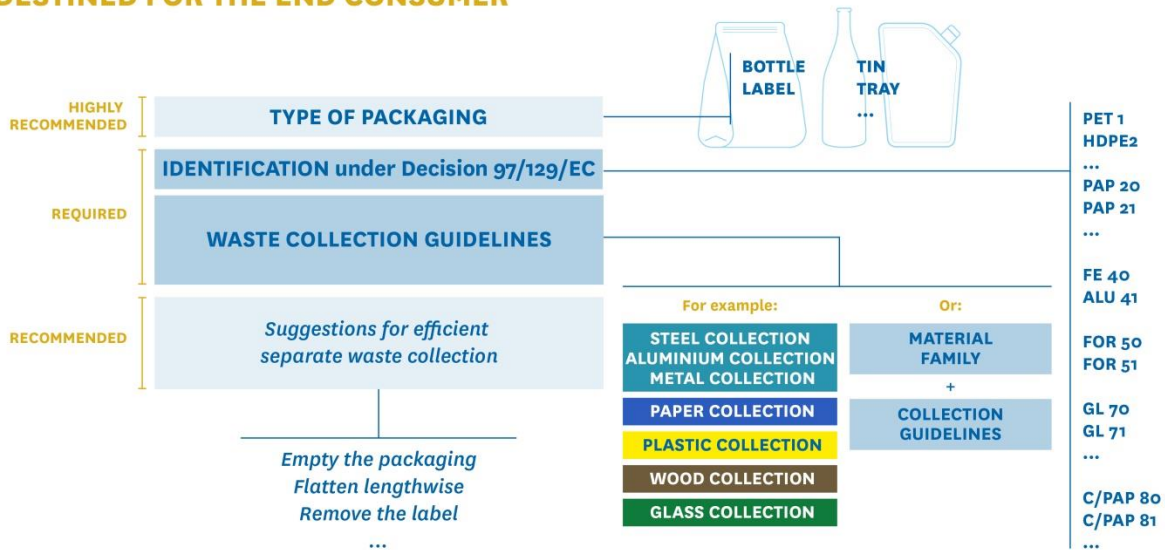 DESTINED FOR THE END CONSUMER
BOTTLE
LABEL
TIN
TRAY
...
HIGHLY
RECOMMENDED
TYPE OF PACKAGING
REQUIRED
IDENTIFICATION under Decision 97/129/EC
WASTE COLLECTION GUIDELINES
RECOMMENDED
Suggestions for efficient
separate waste collection
Empty the packaging
Flatten lengthwise
Remove the label
...
For example:
STEEL COLLECTION
ALUMINIUM COLLECTION
METAL COLLECTION
PAPER COLLECTION
PLASTIC COLLECTION
WOOD COLLECTION
GLASS COLLECTION
Or:
MATERIAL
FAMILY
+
COLLECTION
GUIDELINES
PET 1
HDPE2
...
PAP 20
PAP 21
...
FE 40
ALU 41
FOR 50
FOR 51
GL 70
GL 71
...
C/PAP 80
C/PAP 81
...